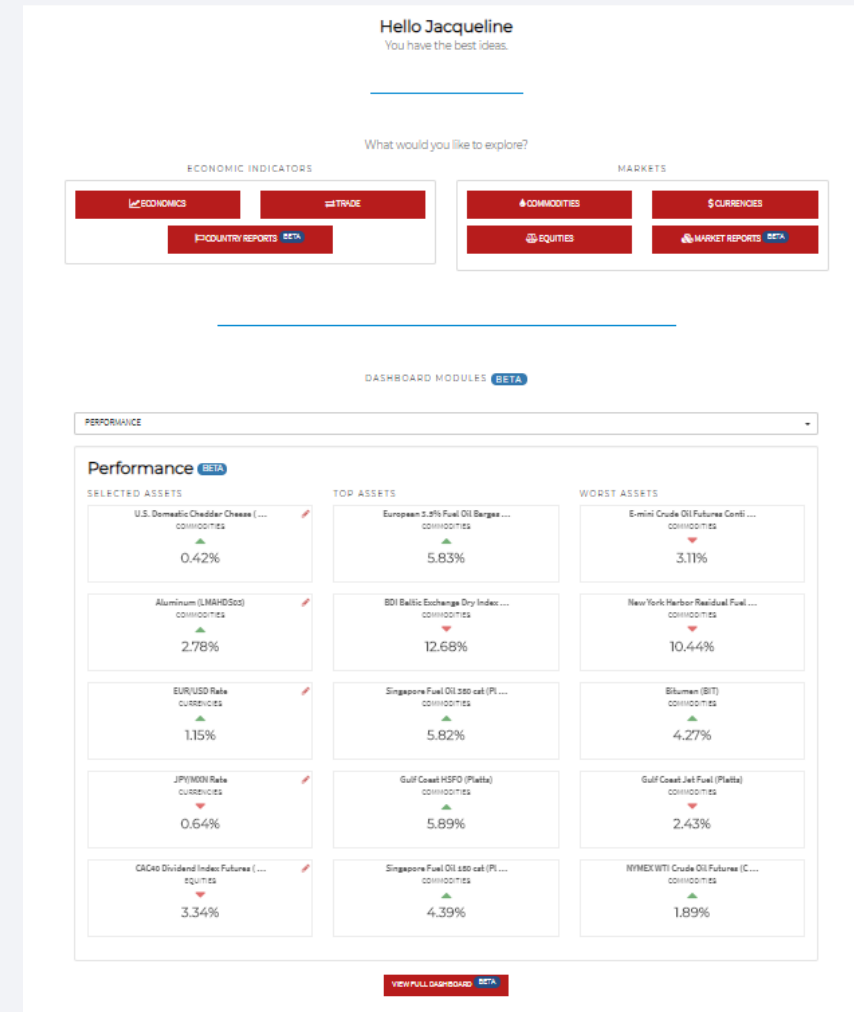 Hello Jacqueline
You have the best ideas.
What would you like to explore?
ECONOMIC INDICATORS
ECONOMICS
TRADE
COUNTRY REPORTS BETA
MARKETS
COMMODITIES
$ CURRENCIES
EQUITIES
MARKET REPORTS BETA
DASHBOARD MODULES BETA
PERFORMANCE
Performance BETA
SELECTED ASSETS
U.S. Domestic Cheddar Cheese ( ...
COMMODITIES
0.42%
Aluminum (LMAHDS03)
COMMODITIES
2.78%
EUR/USD Rate
CURRENCIES
1.15%
JPY/MXN Rate
CURRENCIES
0.64%
CAC40 Dividend Index Futures ( ...
EQUITIES
3.34%
TOP ASSETS
European 3.5% Fuel Oil Barges ...
COMMODITIES
5.83%
BDI Baltic Exchange Dry Index ...
COMMODITIES
12.68%
Singapore Fuel Oil 380 cst (Pl ...
COMMODITIES
5.82%
Gulf Coast HSFO (Platts)
COMMODITIES
5.89%
Singapore Fuel Oil 180 cst (Pl ...
COMMODITIES
4.39%
WORST ASSETS
E-mini Crude Oil Futures Conti ...
COMMODITIES
3.11%
New York Harbor Residual Fuel ...
COMMODITIES
10.44%
Bitumen (BIT)
COMMODITIES
4.27%
Gulf Coast Jet Fuel (Platts)
COMMODITIES
2.43%
NYMEX WTI Crude Oil Futures (C ...
COMMODITIES
1.89%
VIEW FULL DASHBOARD BETA